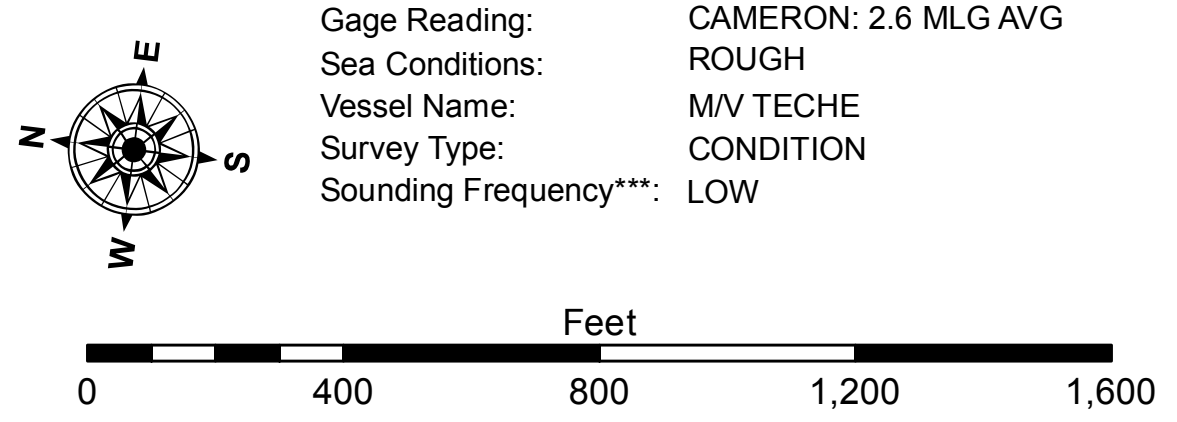 Gage Reading: CAMERON: 2.6 MLG AVG
Sea Conditions: ROUGH
Vessel Name: M/V TECHE
Survey Type: CONDITION
Sounding Frequency***: LOW
E
N
S
W
Feet
0 400 800 1,200 1,600